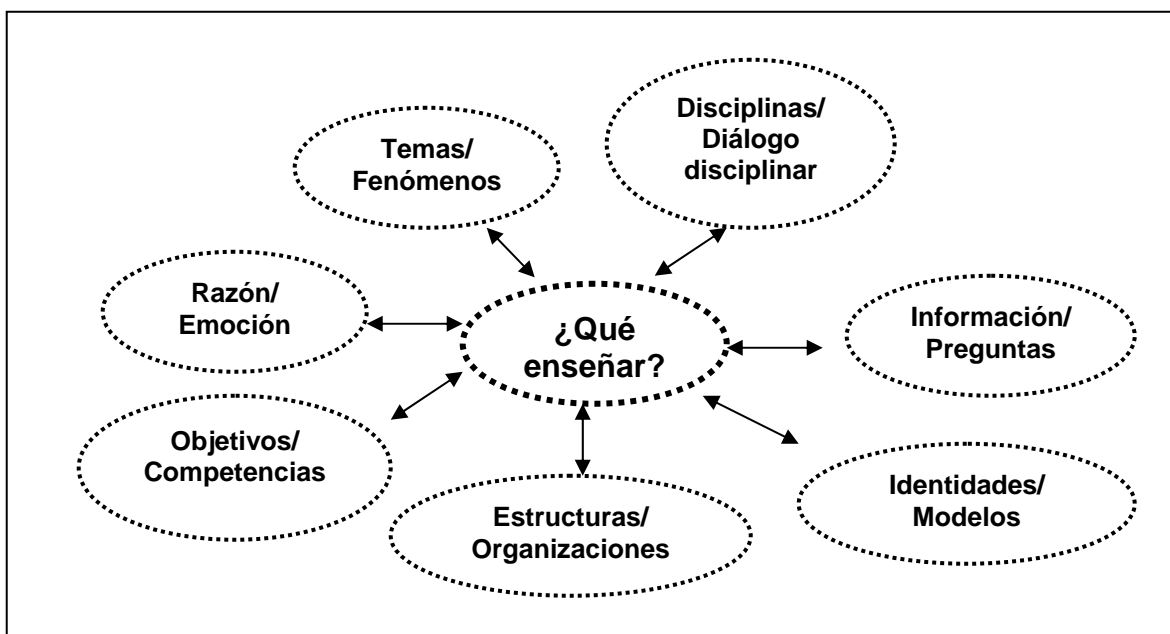 Disciplinas/
Diálogo
disciplinar
Temas/
Fenómenos
Razón/
Emoción
¿Qué
enseñar?
Información/
Preguntas
Objetivos/
Competencias
Identidades/
Modelos
Estructuras/
Organizaciones